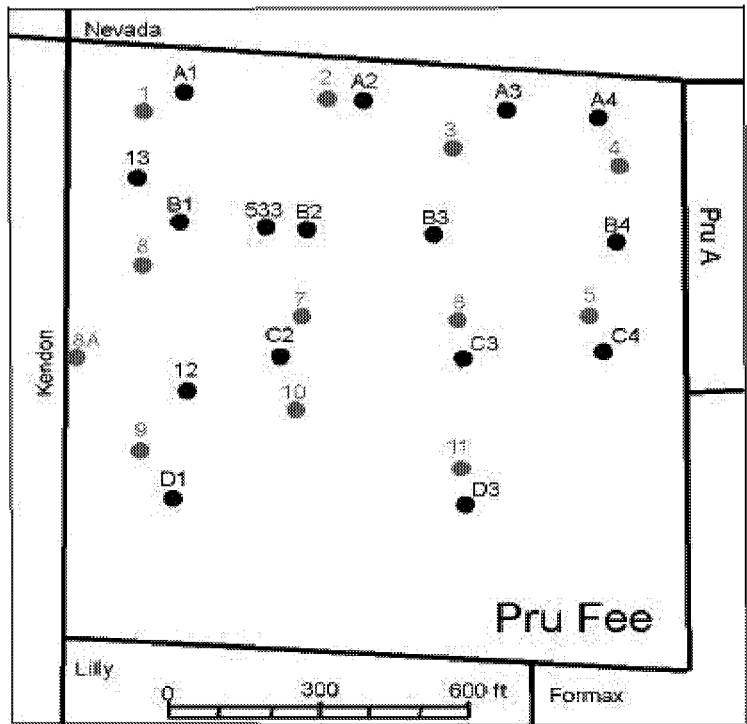 Nevada
A1
1
2
A2
A3
A4
3
4
13
B1
533
B2
B3
B4
Pru A
8
7
6
5
C2
C3
C4
8A
Kendon
12
10
9
11
D1
D3
Pru Fee
Lilly
0 300 600 ft
Formax